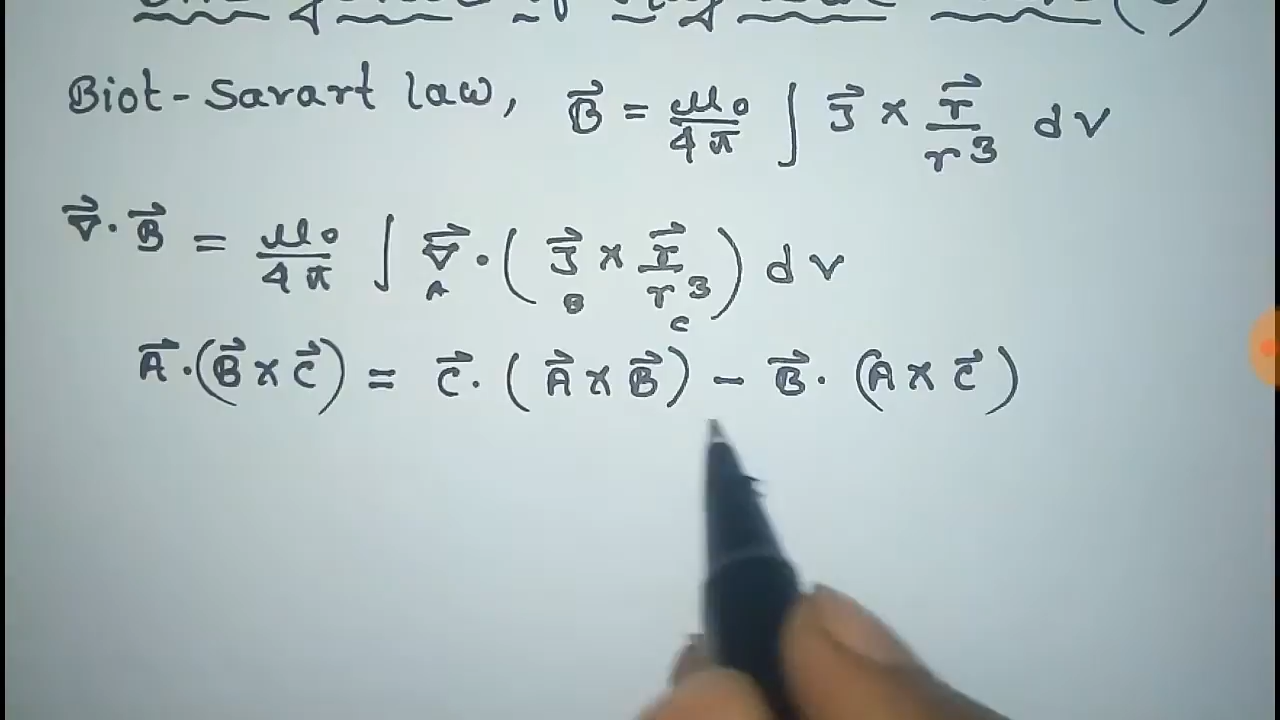 Biot-Savart law, B⃗ = μ₀/4π ∫ J⃗ × r⃗/r³ dv
∇⃗·B⃗ = μ₀/4π ∫ ∇⃗·(J⃗ × r⃗/r³) dv
A B C
A⃗·(B⃗×C⃗) = C⃗·(A⃗×B⃗) - B⃗·(A×C⃗)